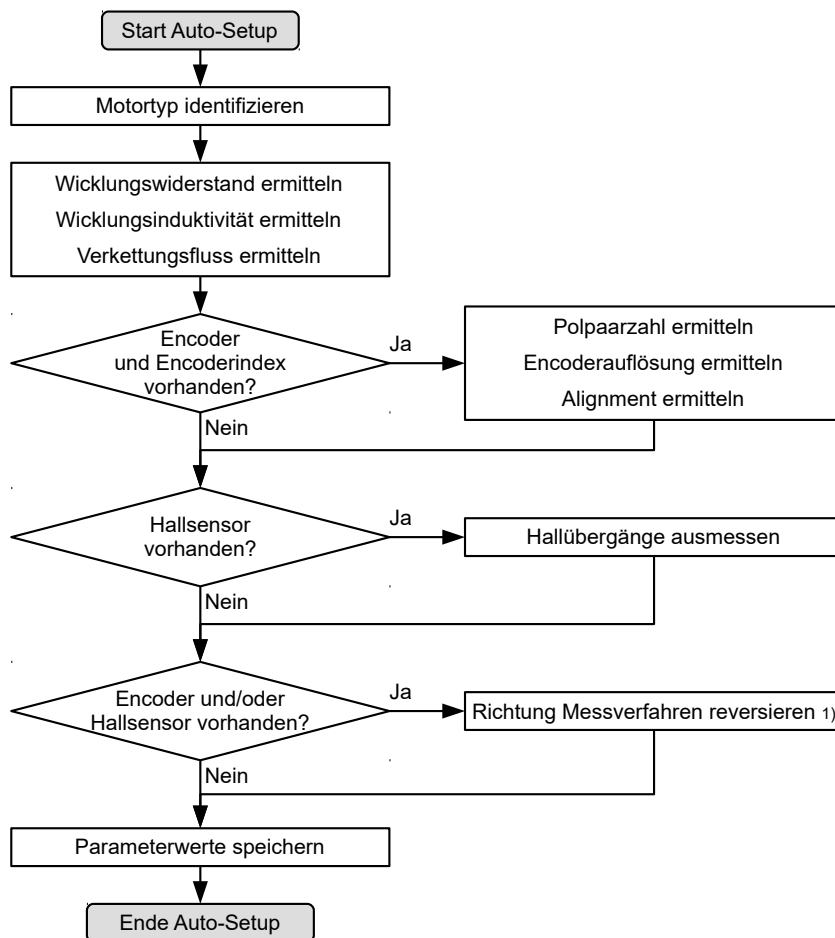 Start Auto-Setup
Motortyp identifizieren
Wicklungswiderstand ermitteln
Wicklungsinduktivität ermitteln
Verkettungsfluss ermitteln
Encoder
und Encoderindex
vorhanden?
Ja
Polpaarzahl ermitteln
Encoderauflösung ermitteln
Alignment ermitteln
Nein
Hallsensor
vorhanden?
Ja
Hallübergänge ausmessen
Nein
Encoder und/oder
Hallsensor vorhanden?
Ja
Richtung Messverfahren reversieren 1)
Nein
Parameterwerte speichern
Ende Auto-Setup